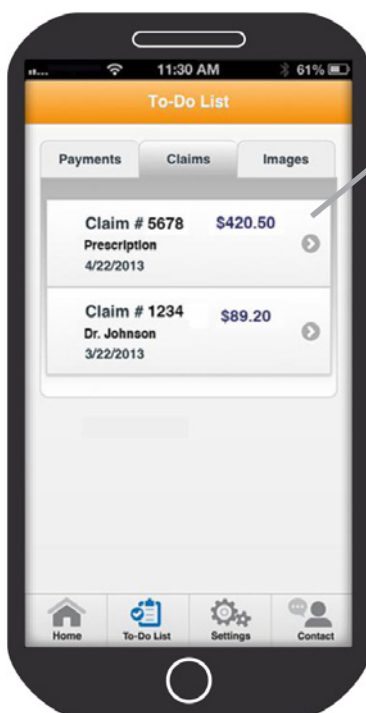 11:30 AM 61%
To-Do List
Payments Claims Images
Claim # 5678 $420.50
Prescription
4/22/2013
Claim # 1234 $89.20
Dr. Johnson
3/22/2013
Home To-Do List Settings Contact